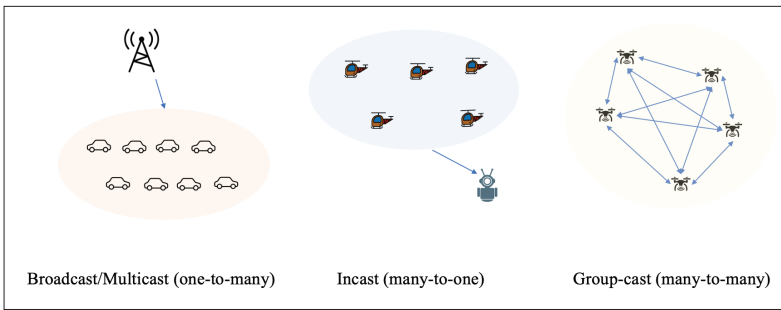 Broadcast/Multicast (one-to-many)
Incast (many-to-one)
Group-cast (many-to-many)